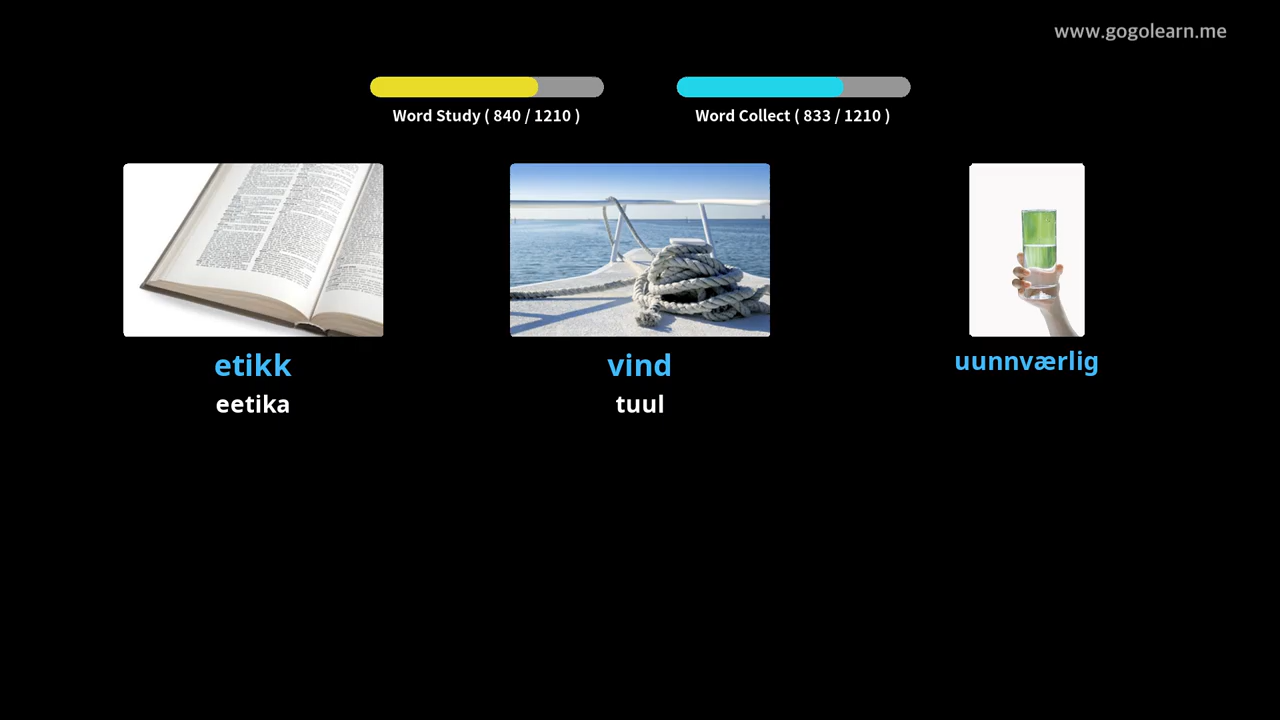 www.gogolearn.me
Word Study ( 840 / 1210 )
Word Collect ( 833 / 1210 )
etikk
eetika
vind
tuul
uunnværlig